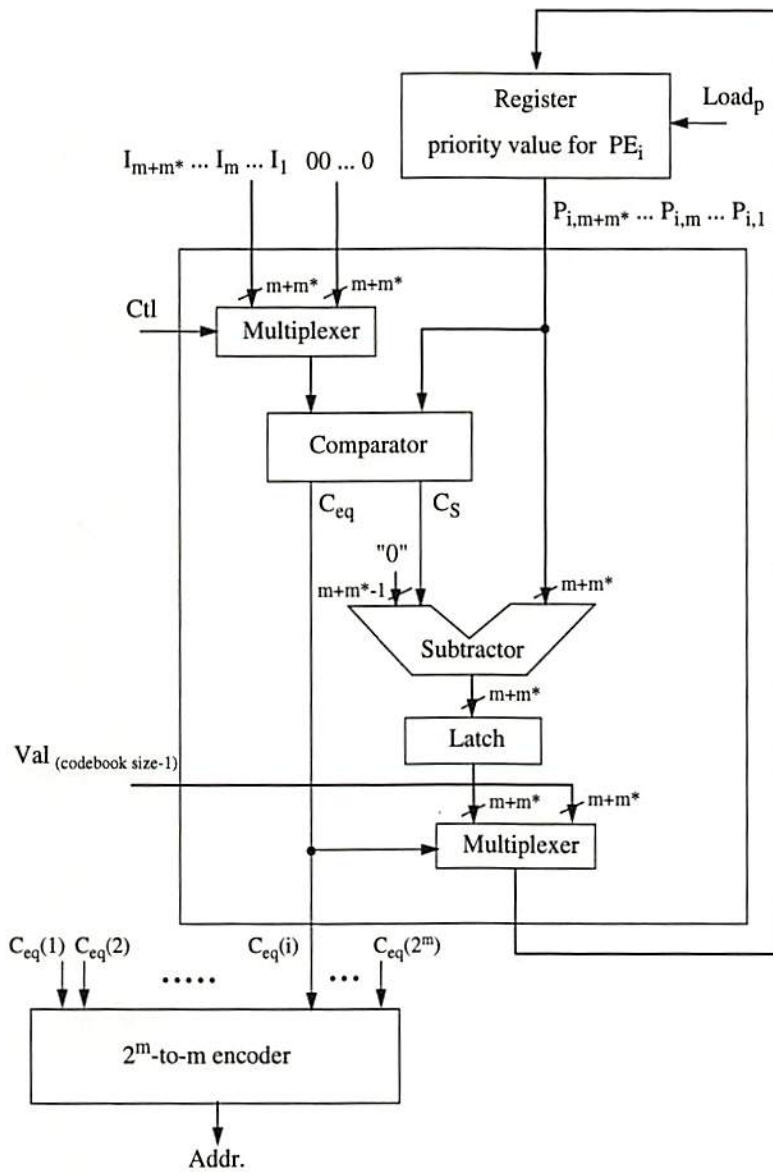 Register
priority value for PE_i
Load_p
I_{m+m*} ... I_m ... I_1 00 ... 0
P_{i,m+m*} ... P_{i,m} ... P_{i,1}
m+m* m+m*
Ctl
Multiplexer
Comparator
C_eq C_S
"0"
m+m*-1 m+m*
Subtractor
m+m*
Latch
Val (codebook size-1)
m+m* m+m*
Multiplexer
C_eq(1) C_eq(2) ..... C_eq(i) ... C_eq(2^m)
2^m-to-m encoder
Addr.